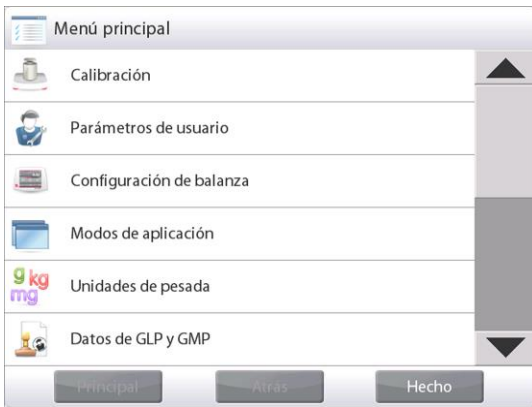 Menú principal
Calibración
Parámetros de usuario
Configuración de balanza
Modos de aplicación
g kg
mg
Unidades de pesada
Datos de GLP y GMP
Principal Atrás Hecho